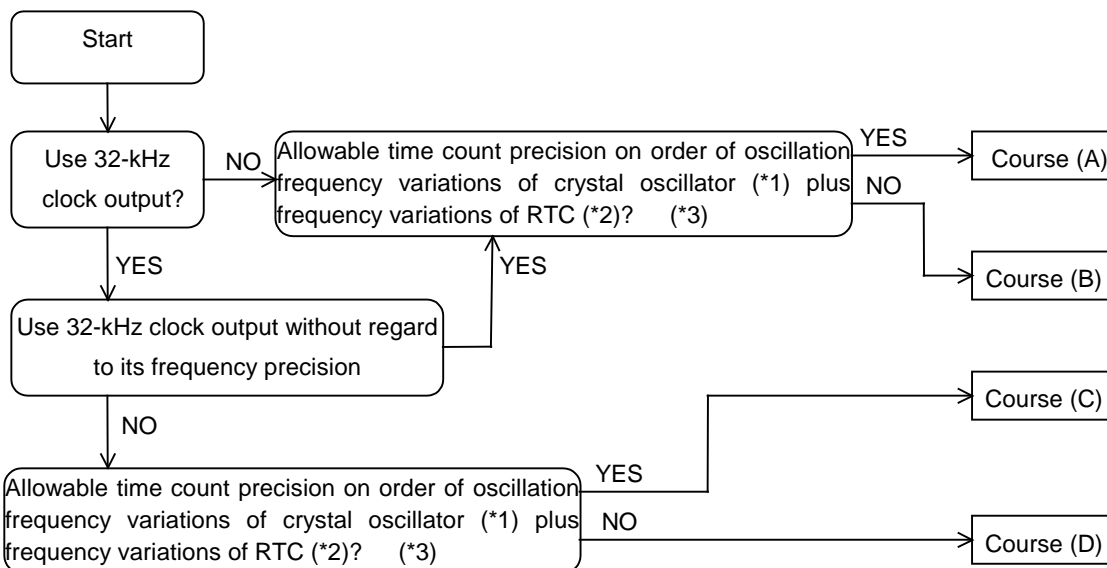 Start
Use 32-kHz
clock output?
NO
YES
Allowable time count precision on order of oscillation
frequency variations of crystal oscillator (*1) plus
frequency variations of RTC (*2)? (*3)
YES
Course (A)
NO
Course (B)
YES
Use 32-kHz clock output without regard
to its frequency precision
NO
Course (C)
Allowable time count precision on order of oscillation
frequency variations of crystal oscillator (*1) plus
frequency variations of RTC (*2)? (*3)
YES
NO
Course (D)